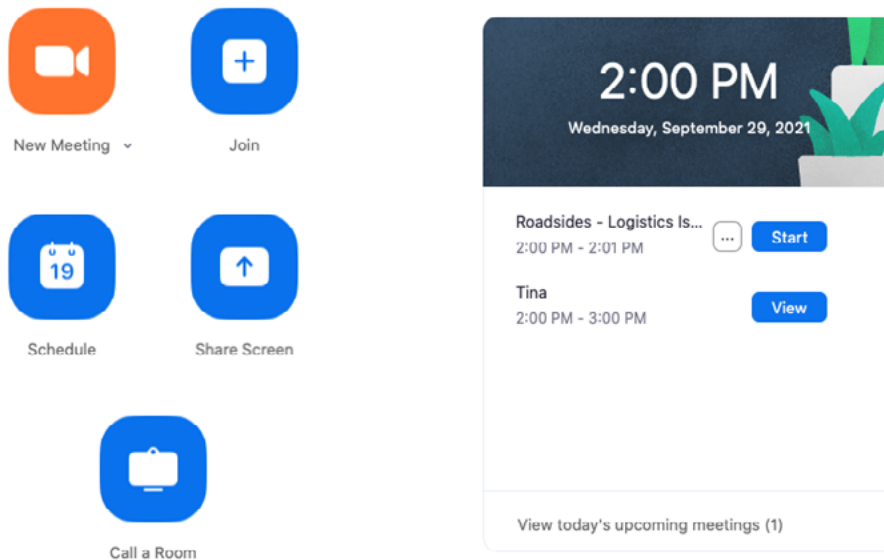 New Meeting
Join
19
Schedule
Share Screen
Call a Room
2:00 PM
Wednesday, September 29, 2021
Roadsides - Logistics Is...
2:00 PM - 2:01 PM
... Start
Tina
2:00 PM - 3:00 PM
View
View today's upcoming meetings (1)